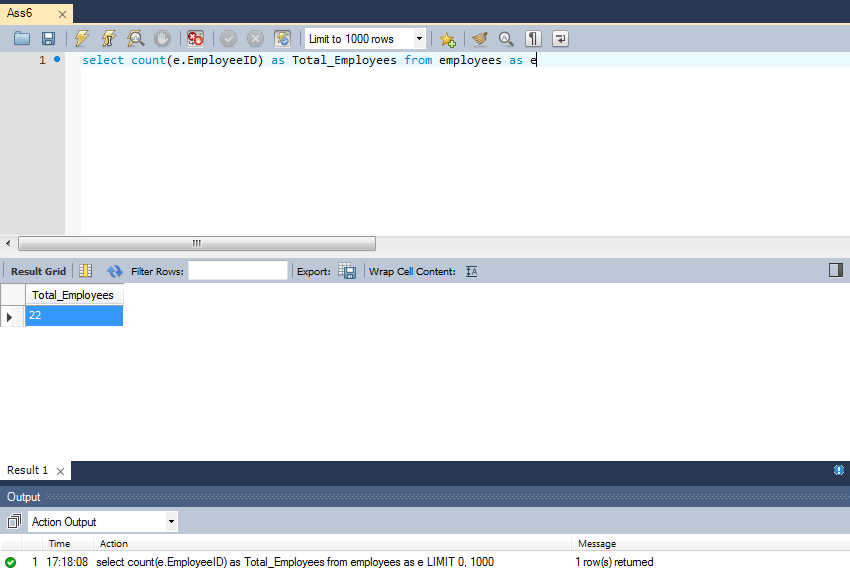 Ass6
Limit to 1000 rows
1 select count(e.EmployeeID) as Total_Employees from employees as e
Result Grid Filter Rows: Export: Wrap Cell Content:
Total_Employees
22
Result 1
Output
Action Output
Time Action Message
1 17:18:08 select count(e.EmployeeID) as Total_Employees from employees as e LIMIT 0, 1000 1 row(s) returned